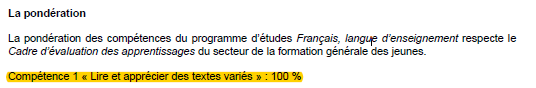 La pondération
La pondération des compétences du programme d'études Français, langue d'enseignement respecte le
Cadre d'évaluation des apprentissages du secteur de la formation générale des jeunes.
Compétence 1 « Lire et apprécier des textes variés » : 100 %